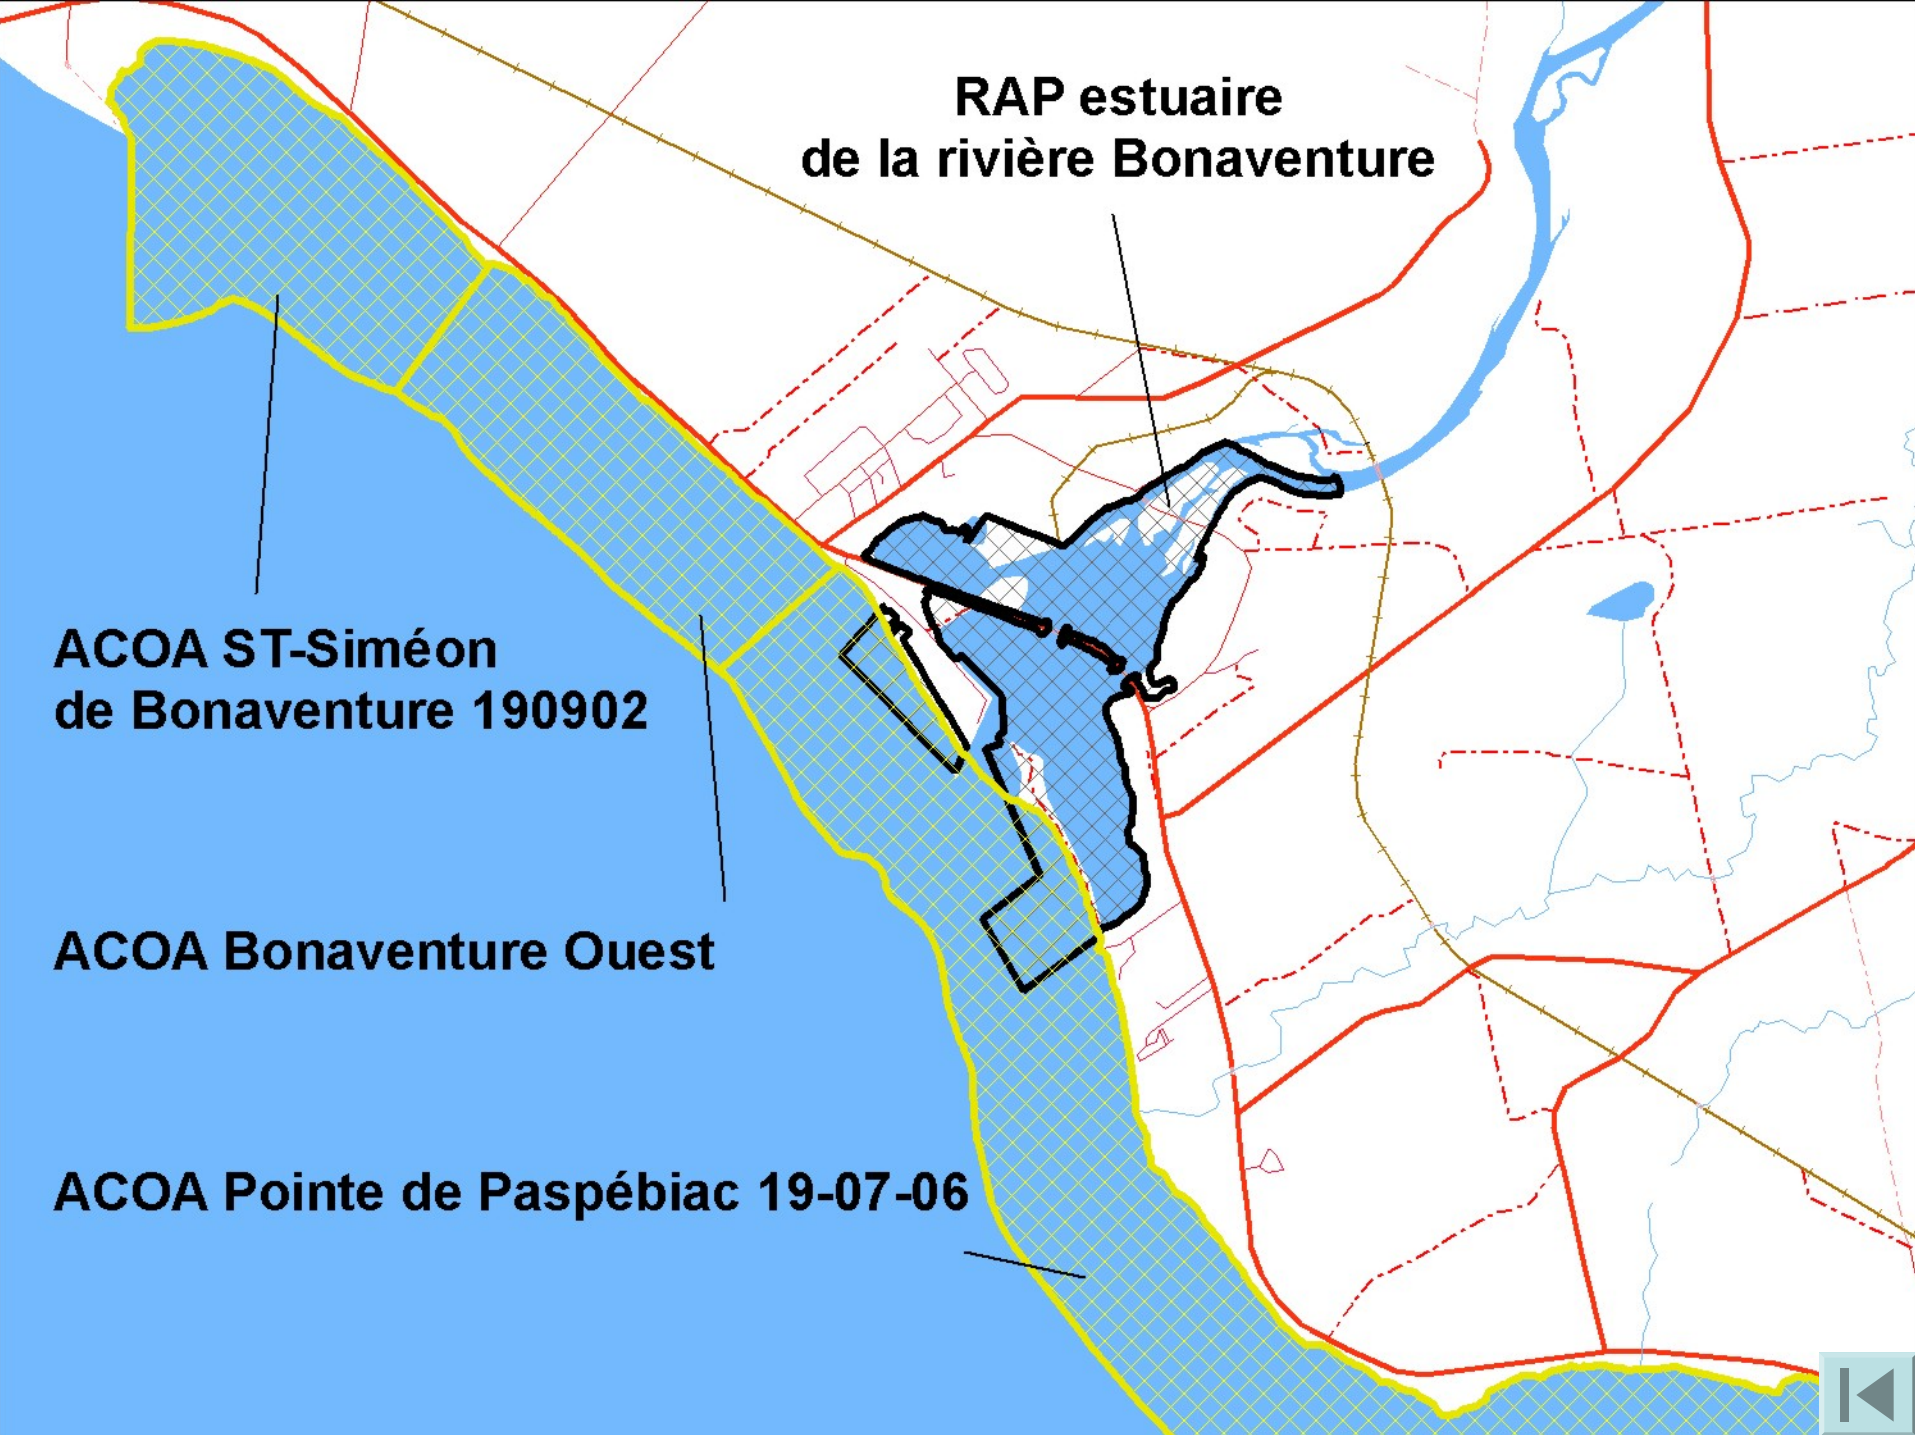 RAP estuaire
de la rivière Bonaventure
ACOA ST-Siméon
de Bonaventure 190902
ACOA Bonaventure Ouest
ACOA Pointe de Paspébiac 19-07-06